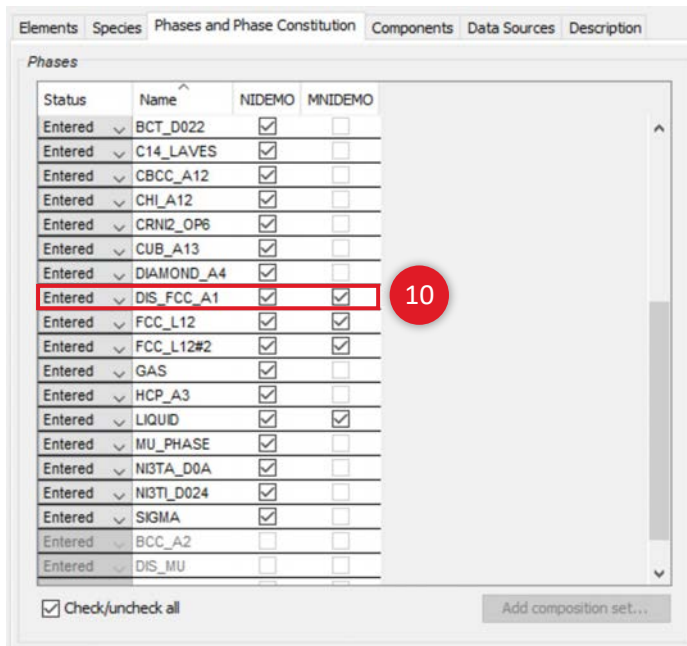 Elements Species Phases and Phase Constitution Components Data Sources Description
Phases
Status Name NIDEMO MNIDEMO
Entered BCT_D022
Entered C14_LAVES
Entered CBCC_A12
Entered CHI_A12
Entered CRNI2_OP6
Entered CUB_A13
Entered DIAMOND_A4
Entered DIS_FCC_A1 10
Entered FCC_L12
Entered FCC_L12#2
Entered GAS
Entered HCP_A3
Entered LIQUID
Entered MU_PHASE
Entered NI3TA_D0A
Entered NI3TI_D024
Entered SIGMA
Entered BCC_A2
Entered DIS_MU
Check/uncheck all Add composition set...